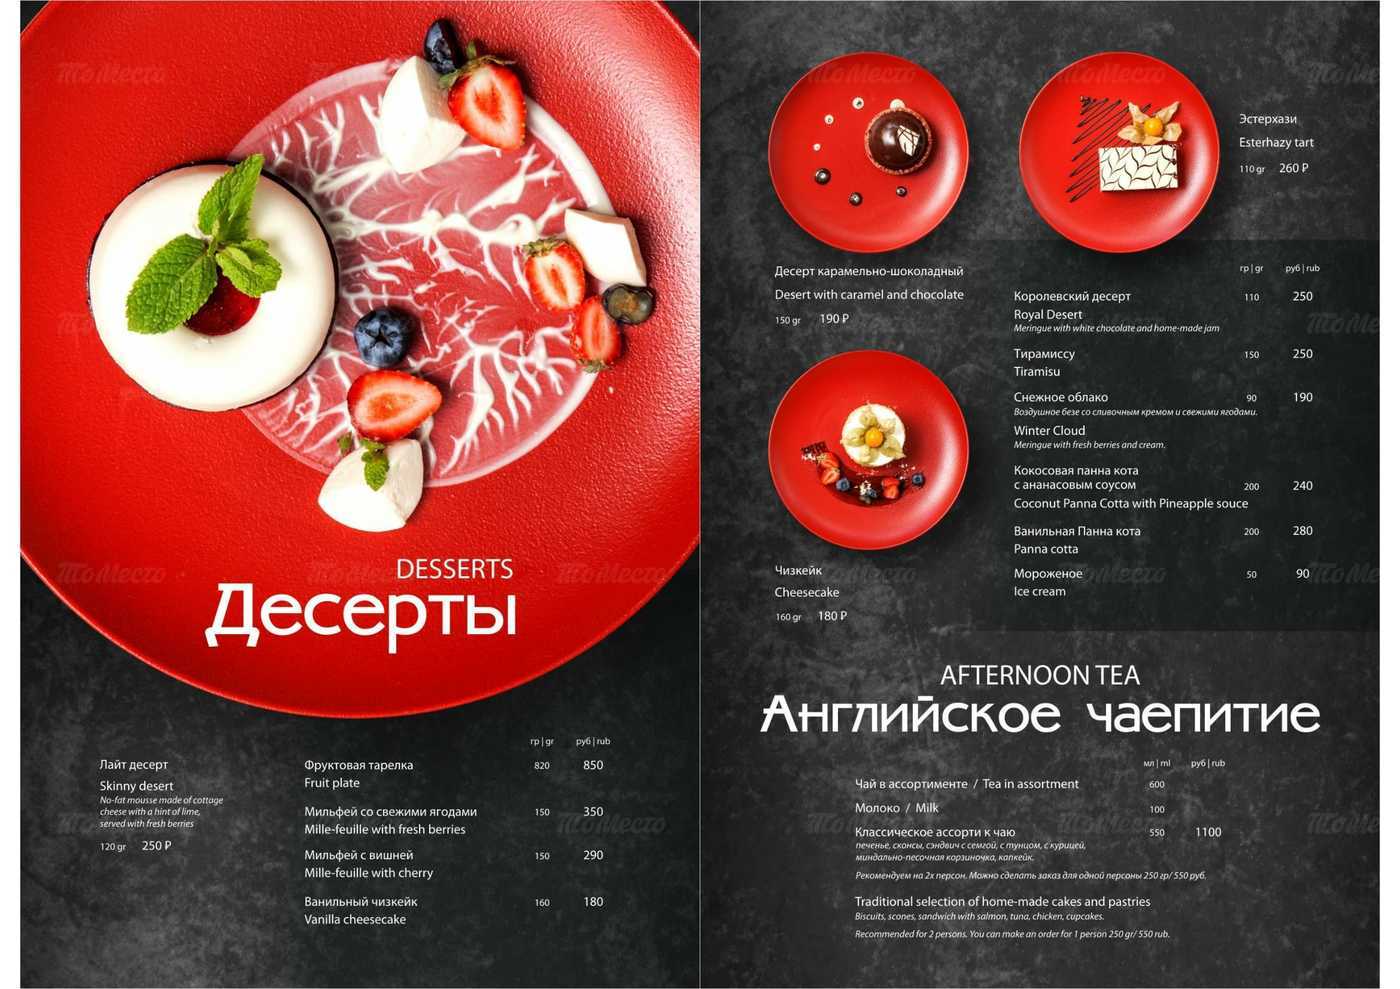 DESSERTS
Десерты
гр | gr руб | rub
Лайт десерт
Skinny desert
No-fat mousse made of cottage
cheese with a hint of lime,
served with fresh berries
120 gr 250 ₽
Фруктовая тарелка 820 850
Fruit plate
Мильфей со свежими ягодами 150 350
Mille-feuille with fresh berries
Мильфей с вишней 150 290
Mille-feuille with cherry
Ванильный чизкейк 160 180
Vanilla cheesecake
Эстерхази
Esterhazy tart
110 gr 260 ₽
Десерт карамельно-шоколадный
Desert with caramel and chocolate
150 gr 190 ₽
Чизкейк
Cheesecake
160 gr 180 ₽
гр | gr руб | rub
Королевский десерт 110 250
Royal Desert
Meringue with white chocolate and home-made jam
Тирамиссу 150 250
Tiramisu
Снежное облако 90 190
Воздушное безе со сливочным кремом и свежими ягодами.
Winter Cloud
Meringue with fresh berries and cream.
Кокосовая панна кота
с ананасовым соусом 200 240
Coconut Panna Cotta with Pineapple souce
Ванильная Панна кота 200 280
Panna cotta
Мороженое 50 90
Ice cream
AFTERNOON TEA
Английское чаепитие
мл | ml руб | rub
Чай в ассортименте / Tea in assortment 600
Молоко / Milk 100
Классическое ассорти к чаю 550 1100
печенье, сконсы, сэндвич с семгой, с тунцом, с курицей,
миндально-песочная корзиночка, капкейк.
Рекомендуем на 2х персон. Можно сделать заказ для одной персоны 250 гр/ 550 руб.
Traditional selection of home-made cakes and pastries
Biscuits, scones, sandwich with salmon, tuna, chicken, cupcakes.
Recommended for 2 persons. You can make an order for 1 person 250 gr/ 550 rub.
ТоМесто